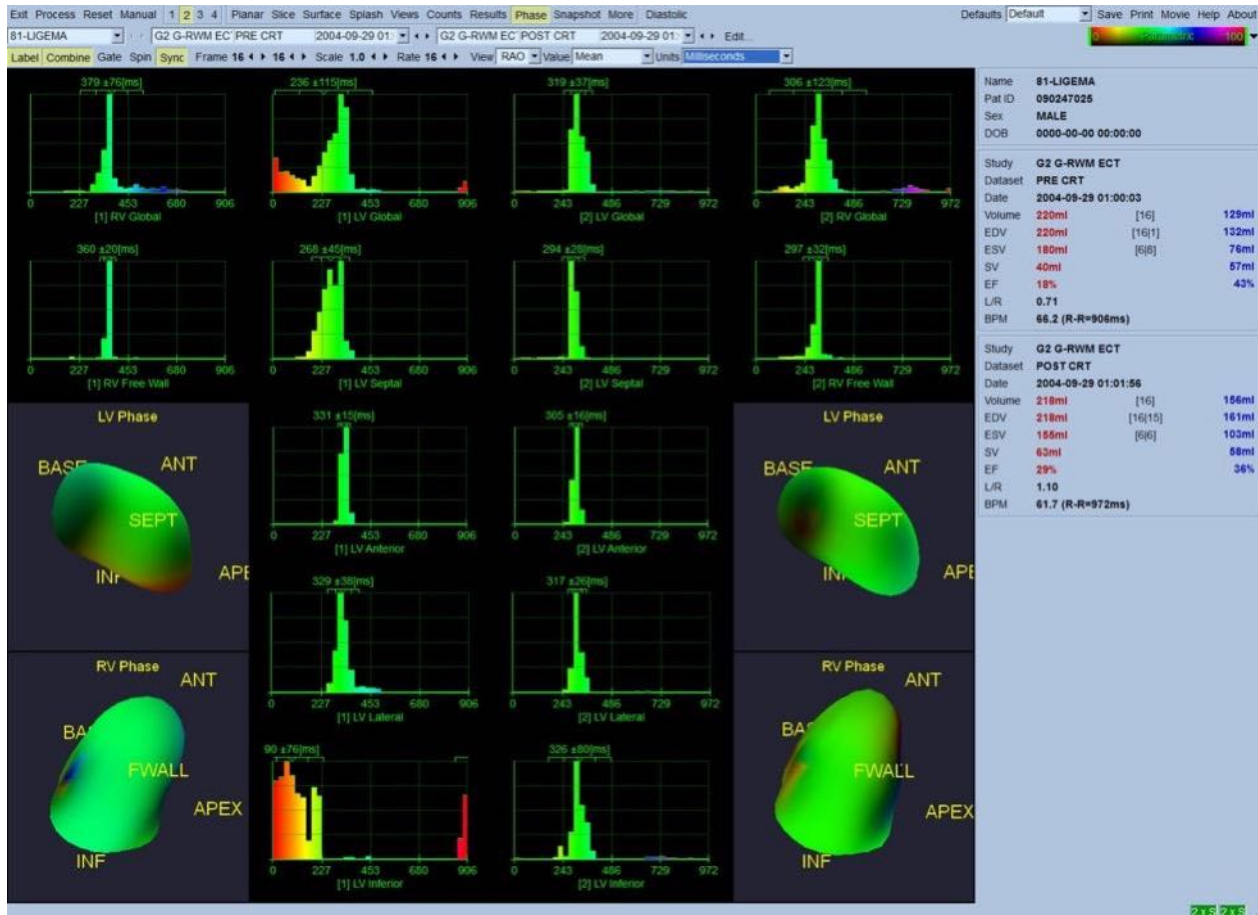 Exit Process Reset Manual 1 2 3 4 Planar Slice Surface Splash Views Counts Results Phase Snapshot More Diastolic Defaults Default Save Print Movie Help About
81-LIGEMA G2 G-RWM EC PRE CRT 2004-09-29 01: G2 G-RWM EC POST CRT 2004-09-29 01: Edit... 0 Parametric 100
Label Combine Gate Spin Sync Frame 16 16 Scale 1.0 Rate 16 View RAO Value Mean Units Milliseconds
379 ±76[ms] 236 ±115[ms] 319 ±37[ms] 306 ±123[ms]
0 227 453 680 906 0 227 453 680 906 0 243 486 729 972 0 243 486 729 972
[1] RV Global [1] LV Global [2] LV Global [2] RV Global
360 ±20[ms] 268 ±45[ms] 294 ±28[ms] 297 ±32[ms]
0 227 453 680 906 0 227 453 680 906 0 243 486 729 972 0 243 486 729 972
[1] RV Free Wall [1] LV Septal [2] LV Septal [2] RV Free Wall
LV Phase
BASE ANT
SEPT
INF APE
331 ±15[ms] 305 ±16[ms]
0 227 453 680 906 0 243 486 729 972
[1] LV Anterior [2] LV Anterior
LV Phase
BASE ANT
SEPT
INF APE
329 ±38[ms] 317 ±26[ms]
0 227 453 680 906 0 243 486 729 972
[1] LV Lateral [2] LV Lateral
RV Phase
ANT
BA
FWALL
APEX
INF
90 ±76[ms] 326 ±80[ms]
0 227 453 680 906 0 243 486 729 972
[1] LV Inferior [2] LV Inferior
RV Phase
ANT
BA
FWALL
APEX
INF
Name 81-LIGEMA
Pat ID 090247025
Sex MALE
DOB 0000-00-00 00:00:00
Study G2 G-RWM ECT
Dataset PRE CRT
Date 2004-09-29 01:00:03
Volume 220ml [16] 129ml
EDV 220ml [16|1] 132ml
ESV 180ml [6|8] 76ml
SV 40ml 57ml
EF 18% 43%
L/R 0.71
BPM 66.2 (R-R=906ms)
Study G2 G-RWM ECT
Dataset POST CRT
Date 2004-09-29 01:01:56
Volume 218ml [16] 156ml
EDV 218ml [16|15] 161ml
ESV 155ml [6|6] 103ml
SV 63ml 58ml
EF 29% 36%
L/R 1.10
BPM 61.7 (R-R=972ms)
2 x S 2 x S